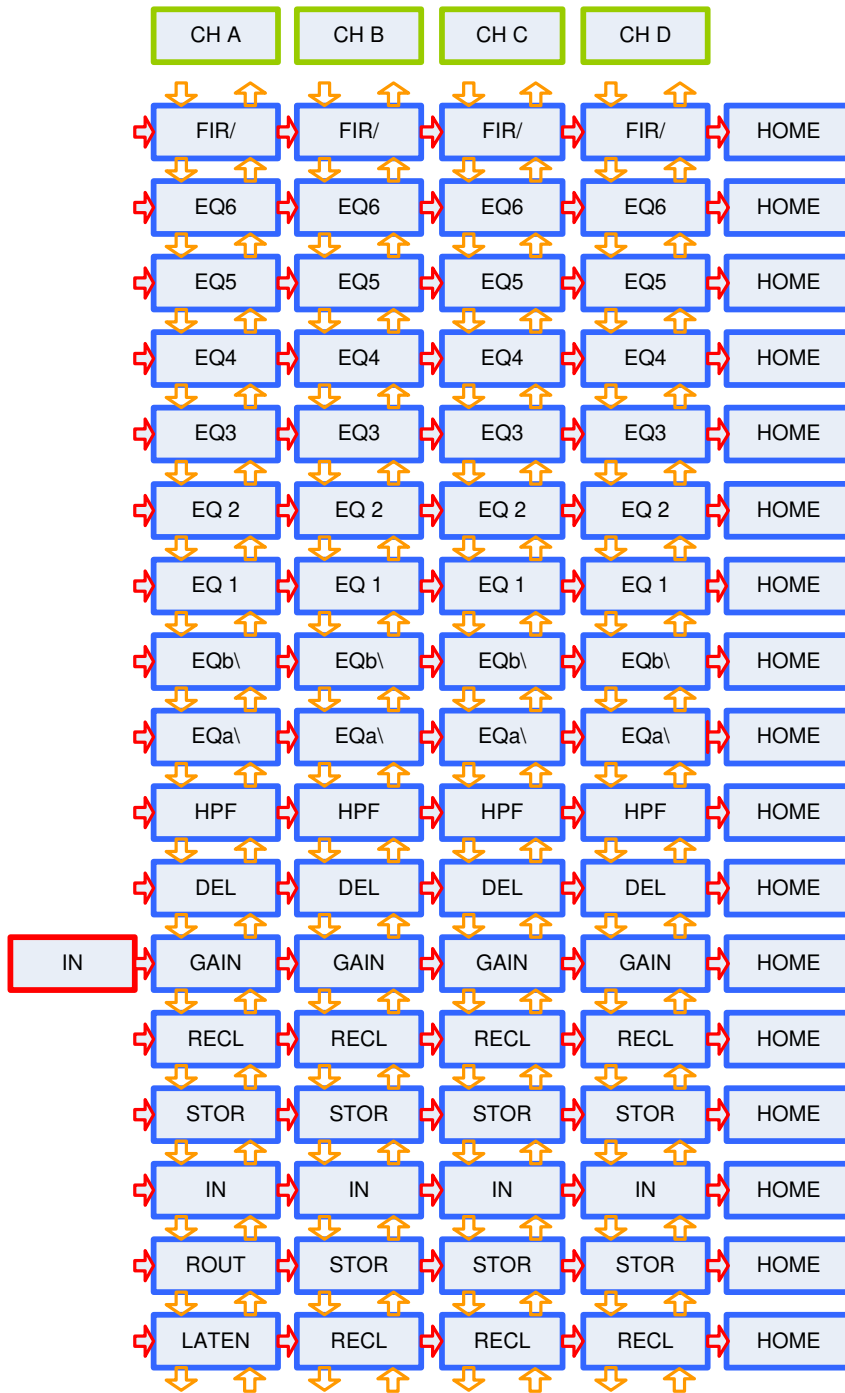 CH A CH B CH C CH D
FIR/ FIR/ FIR/ FIR/ HOME
EQ6 EQ6 EQ6 EQ6 HOME
EQ5 EQ5 EQ5 EQ5 HOME
EQ4 EQ4 EQ4 EQ4 HOME
EQ3 EQ3 EQ3 EQ3 HOME
EQ 2 EQ 2 EQ 2 EQ 2 HOME
EQ 1 EQ 1 EQ 1 EQ 1 HOME
EQb\ EQb\ EQb\ EQb\ HOME
EQa\ EQa\ EQa\ EQa\ HOME
HPF HPF HPF HPF HOME
DEL DEL DEL DEL HOME
IN GAIN GAIN GAIN GAIN HOME
RECL RECL RECL RECL HOME
STOR STOR STOR STOR HOME
IN IN IN IN HOME
ROUT STOR STOR STOR HOME
LATEN RECL RECL RECL HOME